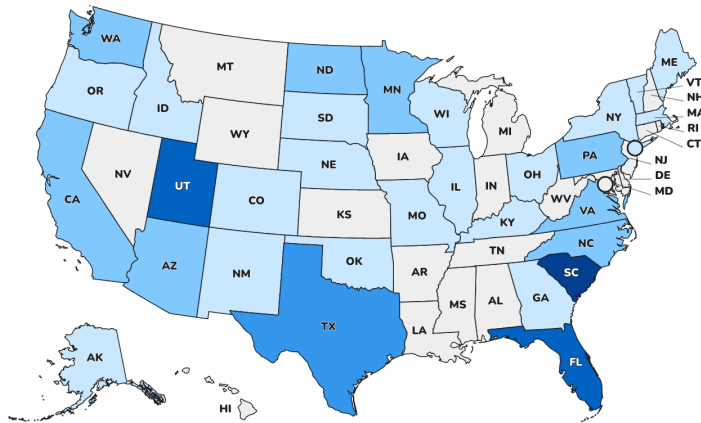 WA
MT
ND
MN
ME
VT
NH
MA
RI
CT
NJ
DE
MD
OR
ID
SD
WI
NY
MI
WY
NE
IA
PA
NV
UT
CO
IL
IN
OH
WV
VA
CA
KS
MO
KY
NC
TN
AZ
NM
OK
AR
SC
MS
AL
GA
TX
LA
FL
AK
HI